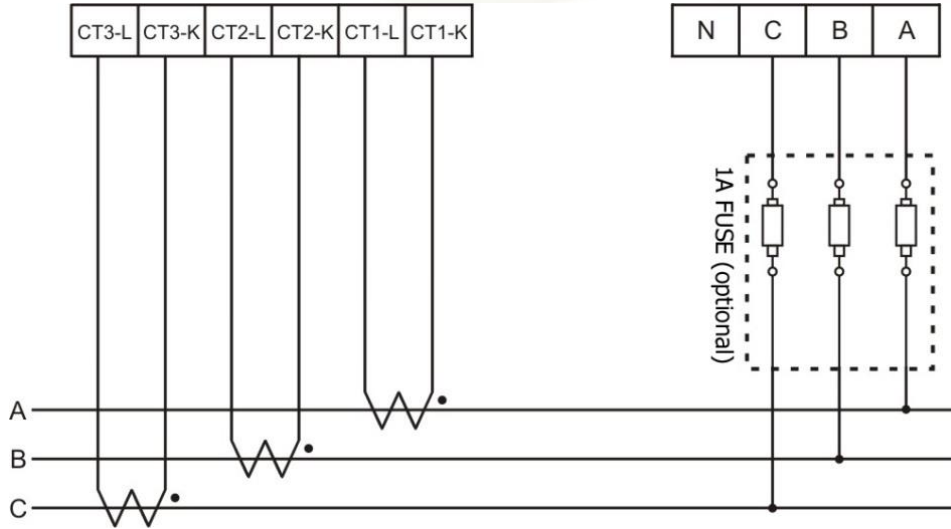 CT3-L CT3-K CT2-L CT2-K CT1-L CT1-K
N C B A
1A FUSE (optional)
A
B
C